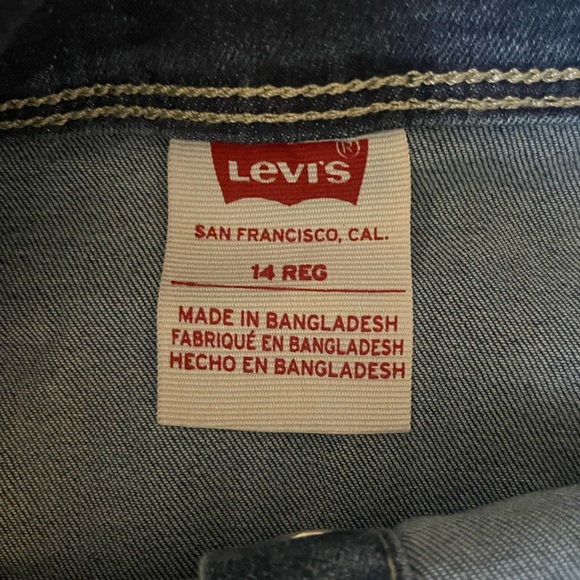 Levi's ®
SAN FRANCISCO, CAL.
14 REG
MADE IN BANGLADESH
FABRIQUÉ EN BANGLADESH
HECHO EN BANGLADESH